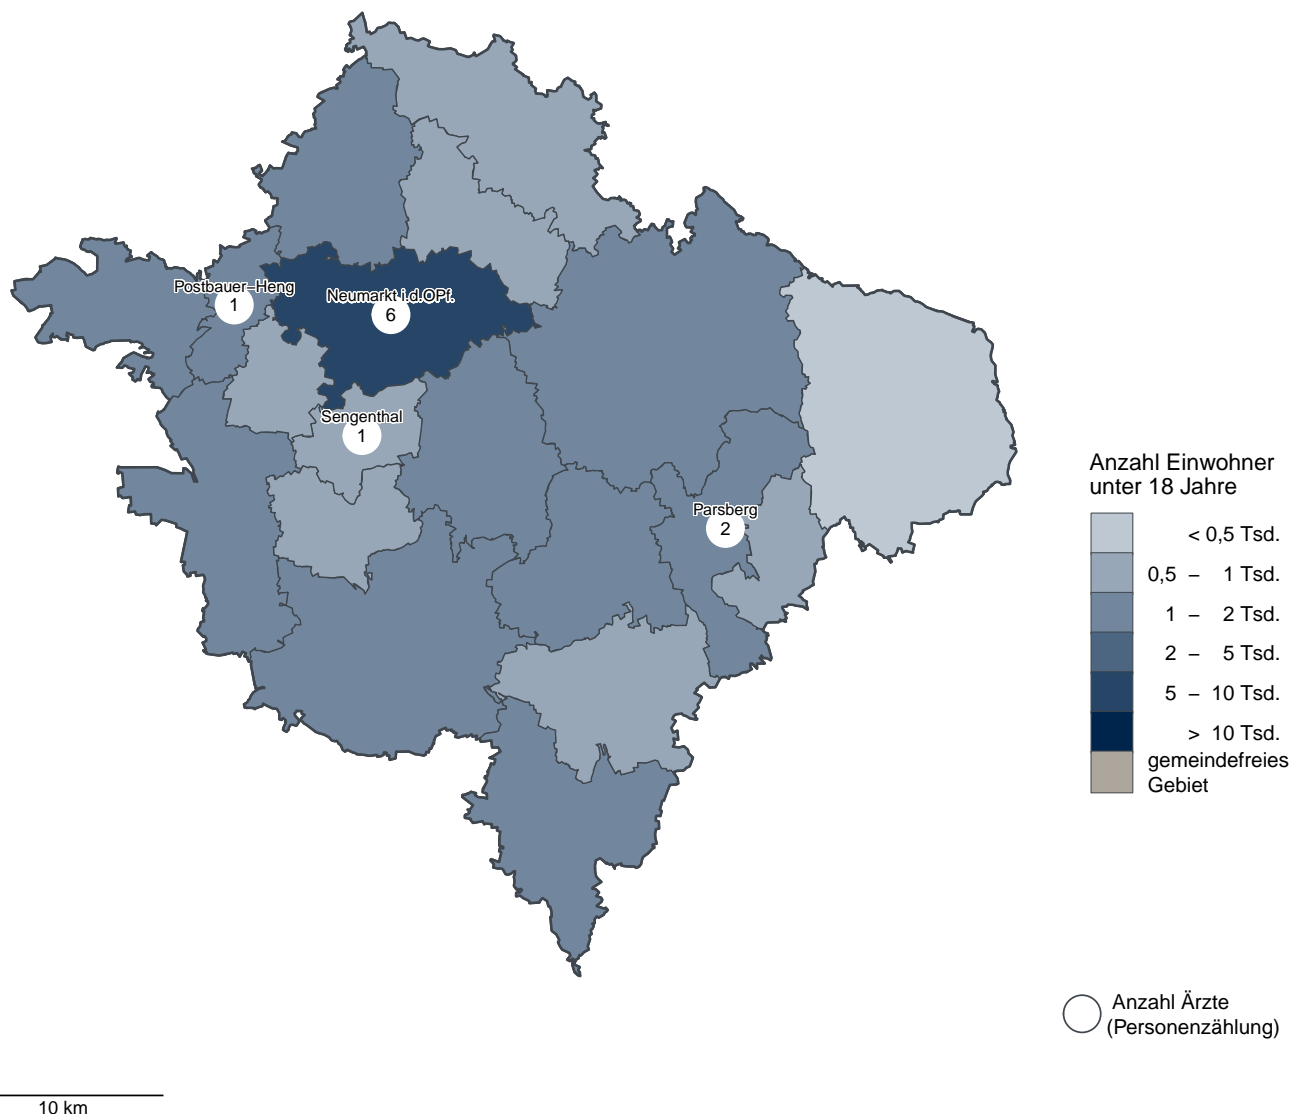 Postbauer−Heng
1
Neumarkt i.d.OPf.
6
Sengenthal
1
Parsberg
2
Anzahl Einwohner
unter 18 Jahre
< 0,5 Tsd.
0,5 − 1 Tsd.
1 − 2 Tsd.
2 − 5 Tsd.
5 − 10 Tsd.
> 10 Tsd.
gemeindefreies
Gebiet
Anzahl Ärzte
(Personenzählung)
10 km